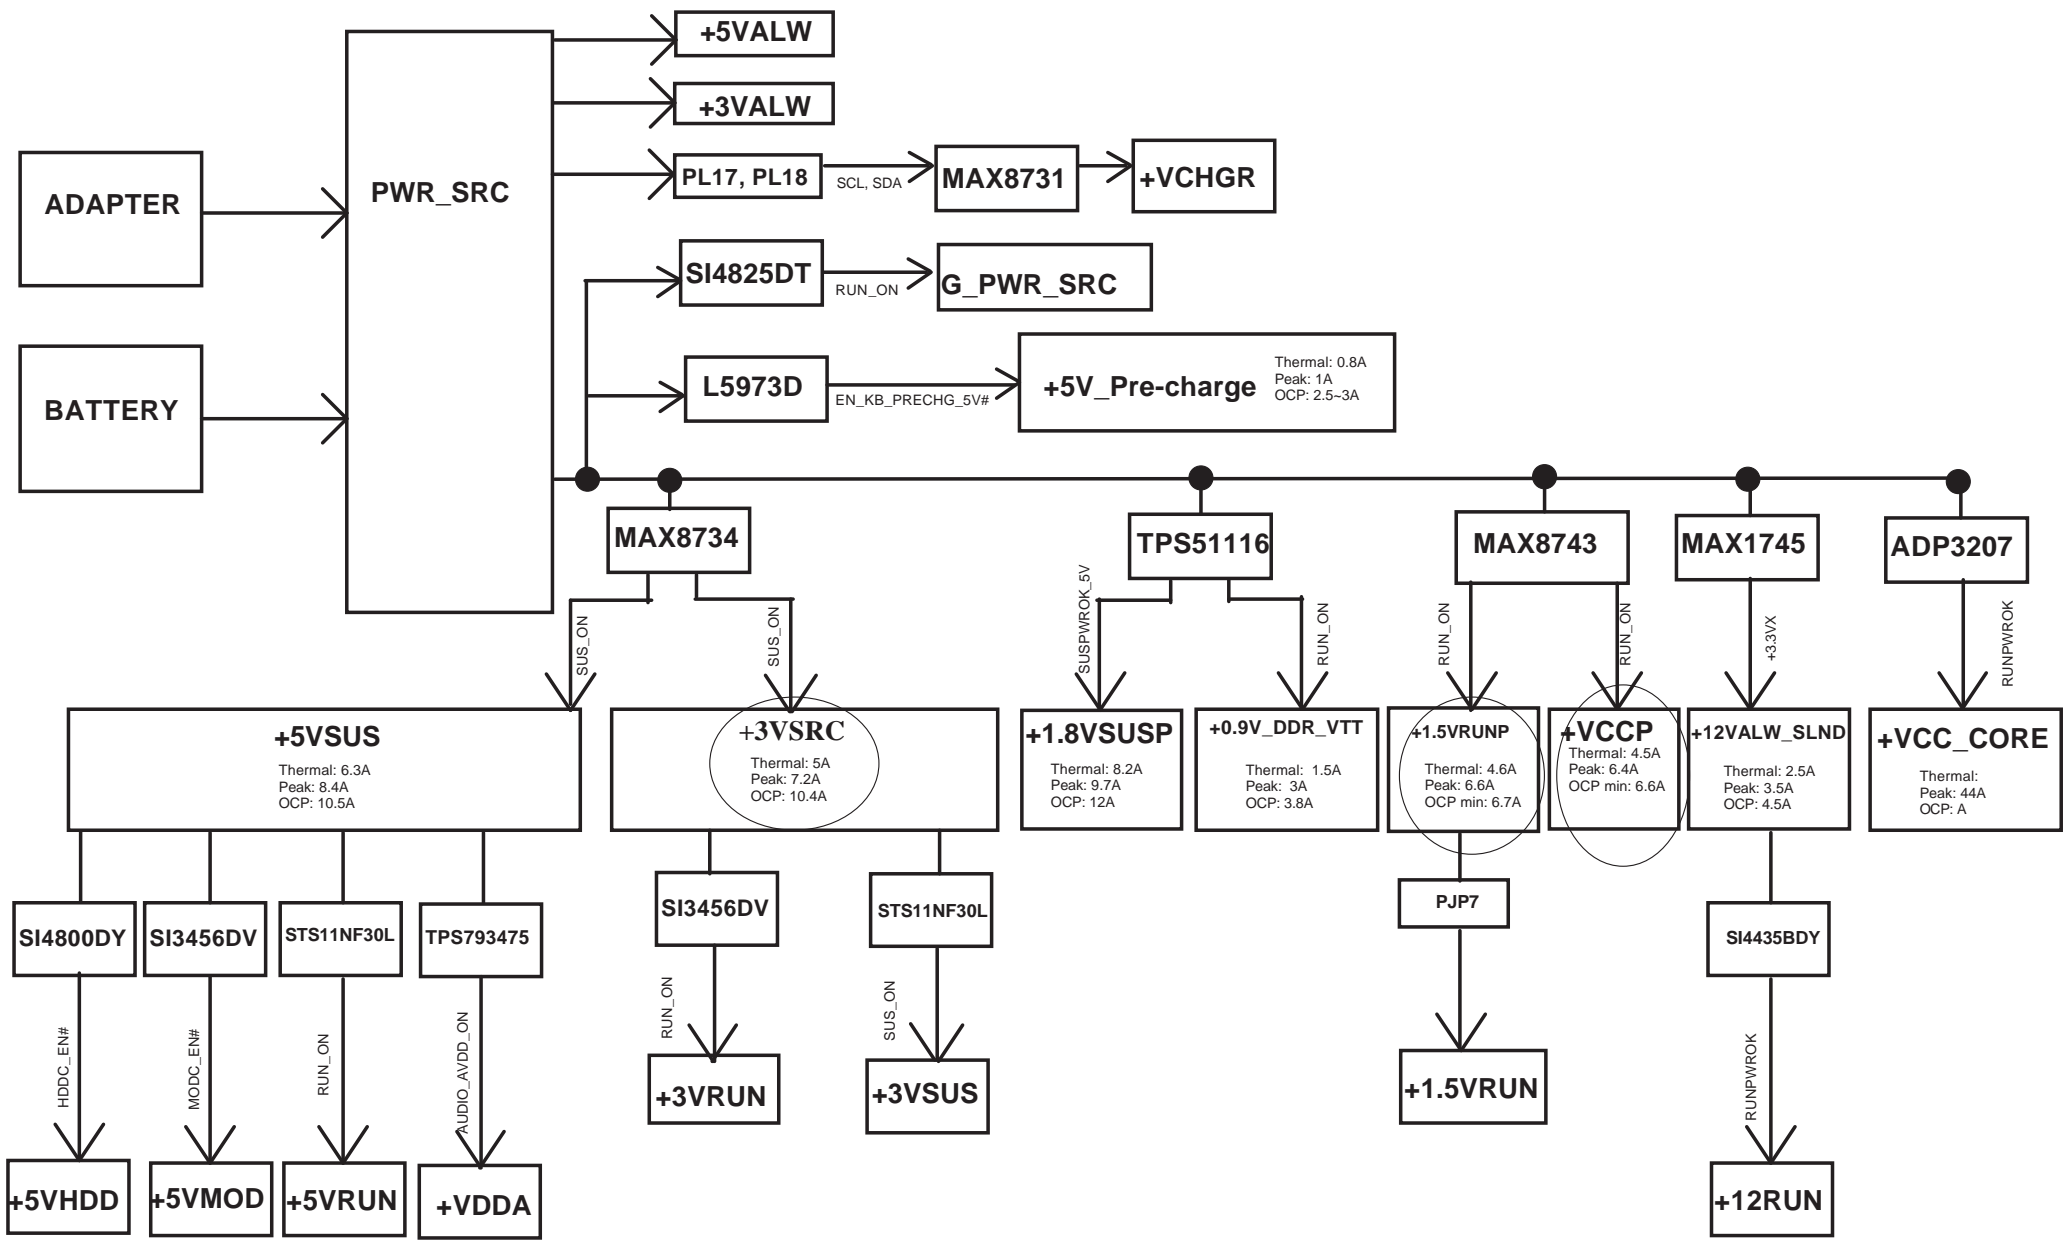 +5VALW
+3VALW
ADAPTER
PWR_SRC
PL17, PL18
SCL, SDA
MAX8731
+VCHGR
SI4825DT
RUN_ON
G_PWR_SRC
BATTERY
L5973D
EN_KB_PRECHG_5V#
+5V_Pre-charge
Thermal: 0.8A
Peak: 1A
OCP: 2.5~3A
MAX8734
TPS51116
MAX8743
MAX1745
ADP3207
SUS_ON
SUS_ON
SUSPWROK_5V
RUN_ON
RUN_ON
RUN_ON
+3.3VX
RUNPWROK
+5VSUS
Thermal: 6.3A
Peak: 8.4A
OCP: 10.5A
+3VSRC
Thermal: 5A
Peak: 7.2A
OCP: 10.4A
+1.8VSUSP
Thermal: 8.2A
Peak: 9.7A
OCP: 12A
+0.9V_DDR_VTT
Thermal: 1.5A
Peak: 3A
OCP: 3.8A
+1.5VRUNP
Thermal: 4.6A
Peak: 6.6A
OCP min: 6.7A
+VCCP
Thermal: 4.5A
Peak: 6.4A
OCP min: 6.6A
+12VALW_SLND
Thermal: 2.5A
Peak: 3.5A
OCP: 4.5A
+VCC_CORE
Thermal:
Peak: 44A
OCP: A
SI4800DY
SI3456DV
STS11NF30L
TPS793475
SI3456DV
STS11NF30L
PJP7
SI4435BDY
HDDC_EN#
MODC_EN#
RUN_ON
AUDIO_AVDD_ON
RUN_ON
SUS_ON
RUNPWROK
+3VRUN
+3VSUS
+1.5VRUN
+5VHDD
+5VMOD
+5VRUN
+VDDA
+12RUN